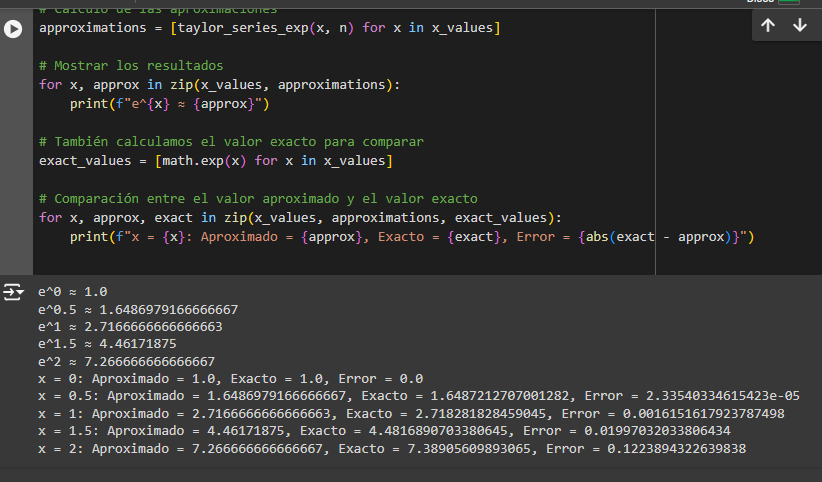 # Cálculo de las aproximaciones
approximations = [taylor_series_exp(x, n) for x in x_values]
# Mostrar los resultados
for x, approx in zip(x_values, approximations):
    print(f"e^{x} ≈ {approx}")
# También calculamos el valor exacto para comparar
exact_values = [math.exp(x) for x in x_values]
# Comparación entre el valor aproximado y el valor exacto
for x, approx, exact in zip(x_values, approximations, exact_values):
    print(f"x = {x}: Aproximado = {approx}, Exacto = {exact}, Error = {abs(exact - approx)}")
e^0 ≈ 1.0
e^0.5 ≈ 1.6486979166666667
e^1 ≈ 2.7166666666666663
e^1.5 ≈ 4.46171875
e^2 ≈ 7.266666666666667
x = 0: Aproximado = 1.0, Exacto = 1.0, Error = 0.0
x = 0.5: Aproximado = 1.6486979166666667, Exacto = 1.6487212707001282, Error = 2.33540334615423e-05
x = 1: Aproximado = 2.7166666666666663, Exacto = 2.718281828459045, Error = 0.0016151617923787498
x = 1.5: Aproximado = 4.46171875, Exacto = 4.4816890703380645, Error = 0.01997032033806434
x = 2: Aproximado = 7.266666666666667, Exacto = 7.38905609893065, Error = 0.1223894322639838